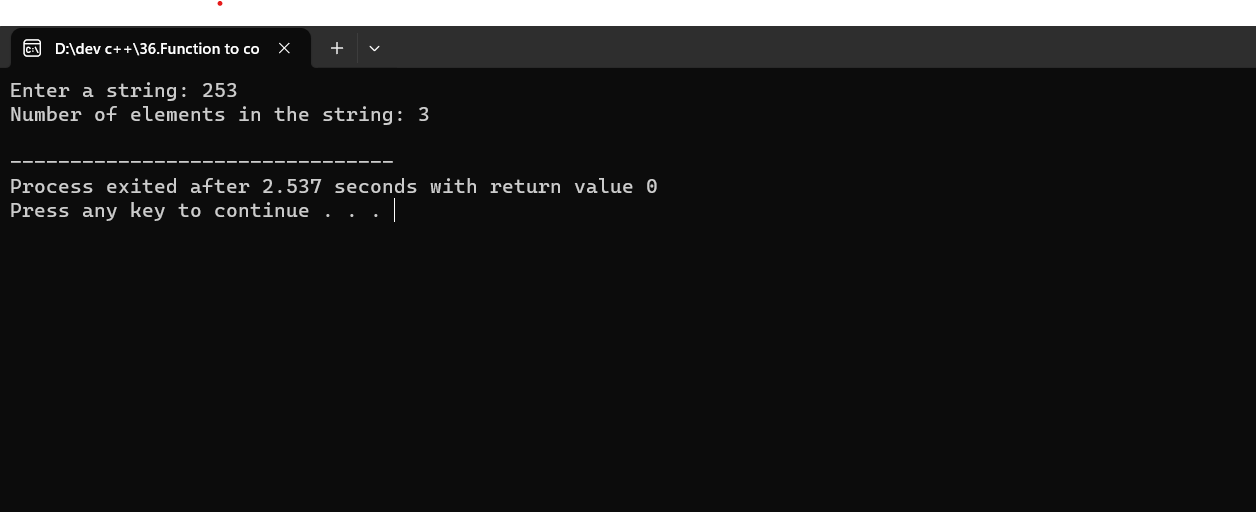 D:\dev c++\36.Function to co
Enter a string: 253
Number of elements in the string: 3
--------------------------------
Process exited after 2.537 seconds with return value 0
Press any key to continue . . .